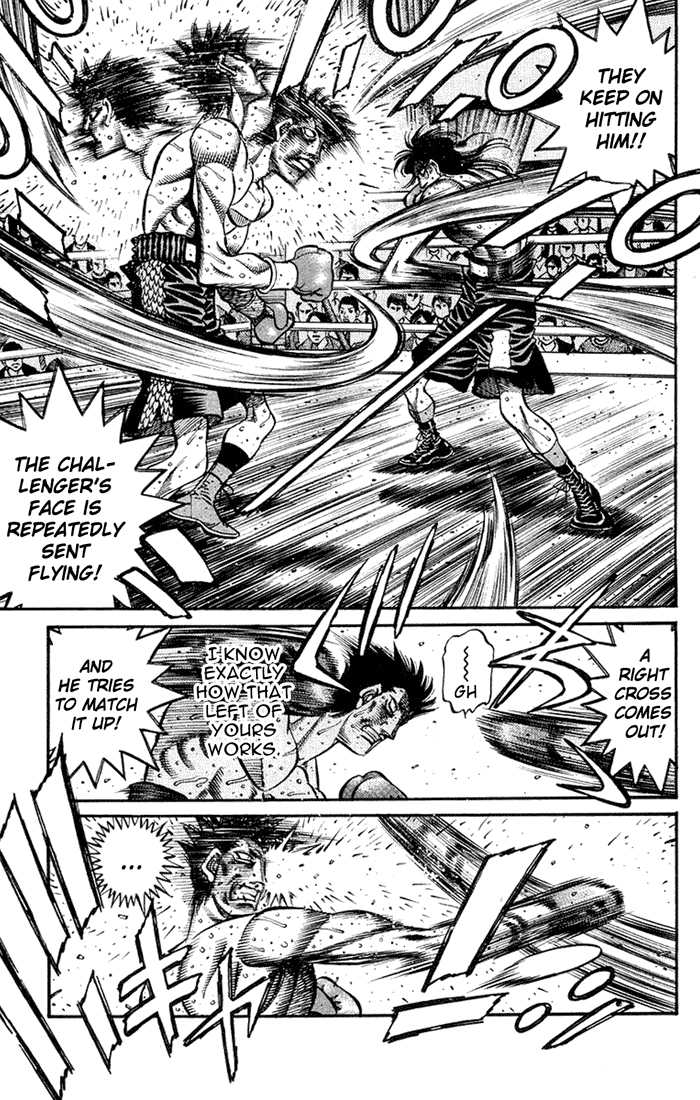 THEY
KEEP ON
HITTING
HIM!!
THE CHAL-
LENGER'S
FACE IS
REPEATEDLY
SENT
FLYING!
A
RIGHT
CROSS
COMES
OUT!
GH
I KNOW
EXACTLY
HOW THAT
LEFT OF
YOURS
WORKS.
AND
HE TRIES
TO MATCH
IT UP!
...